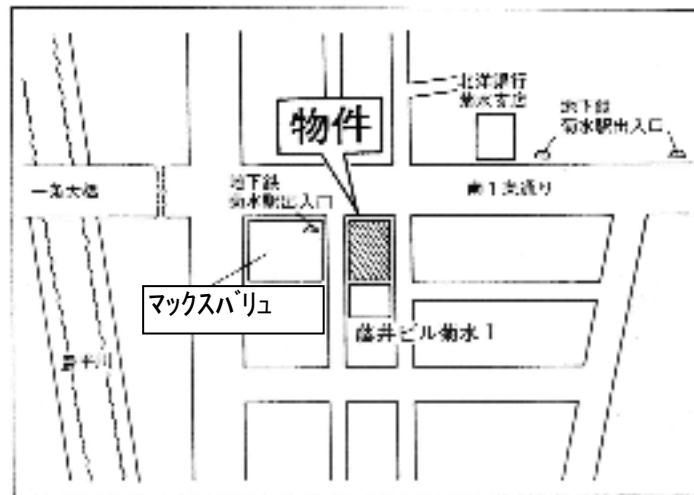 北洋銀行
菊水支店
地下鉄
菊水駅出入口
物件
一条大橋
地下鉄
菊水駅出入口
南1条通り
マックスバリュ
藤井ビル菊水1
豊平川